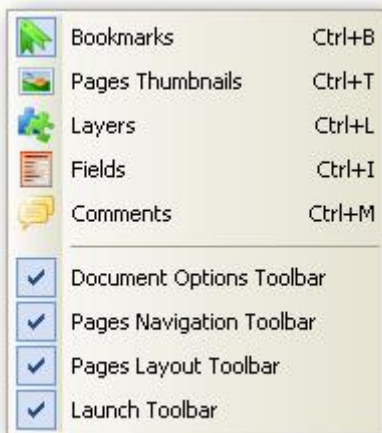 Bookmarks Ctrl+B
Pages Thumbnails Ctrl+T
Layers Ctrl+L
Fields Ctrl+I
Comments Ctrl+M
Document Options Toolbar
Pages Navigation Toolbar
Pages Layout Toolbar
Launch Toolbar